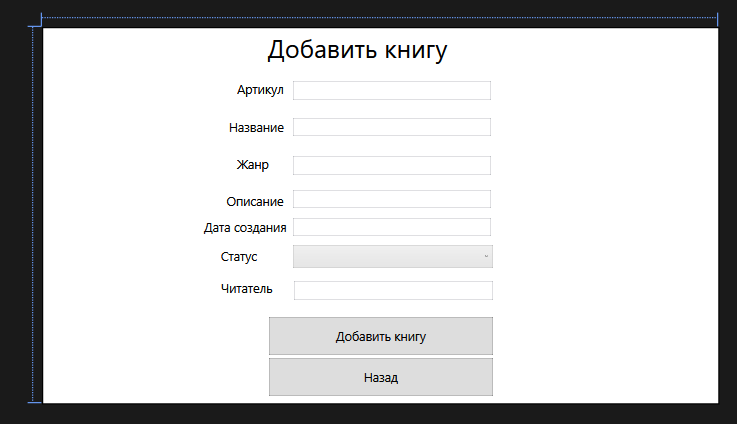 Добавить книгу
Артикул
Название
Жанр
Описание
Дата создания
Статус
Читатель
Добавить книгу
Назад